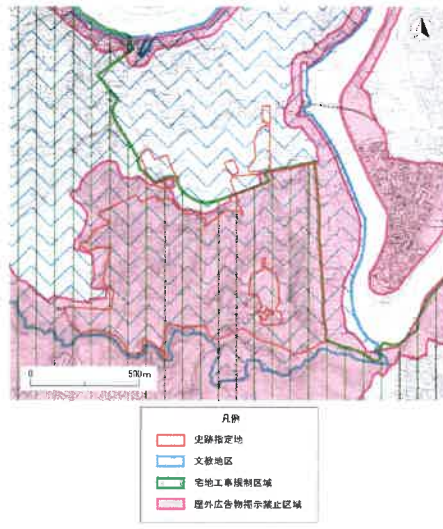 0 500m
凡例
史跡指定地
文教地区
宅地工事規制区域
屋外広告物掲示禁止区域